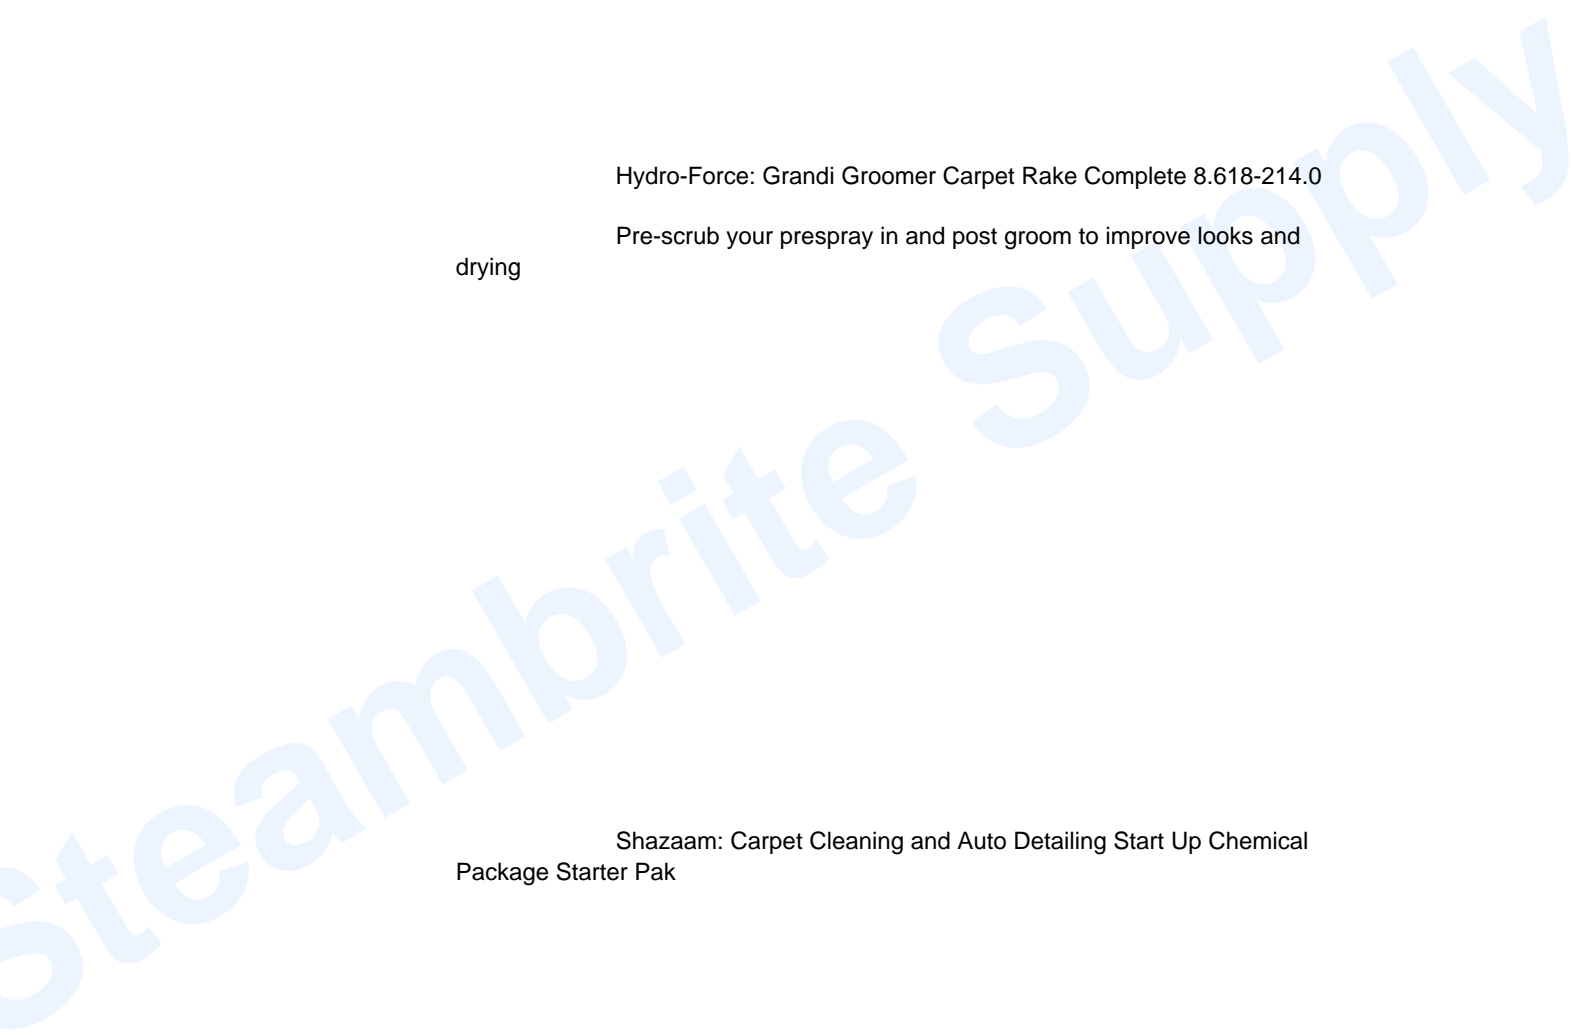 Hydro-Force: Grandi Groomer Carpet Rake Complete 8.618-214.0
Pre-scrub your prespray in and post groom to improve looks and
drying
Steambrite Supply
Shazaam: Carpet Cleaning and Auto Detailing Start Up Chemical
Package Starter Pak